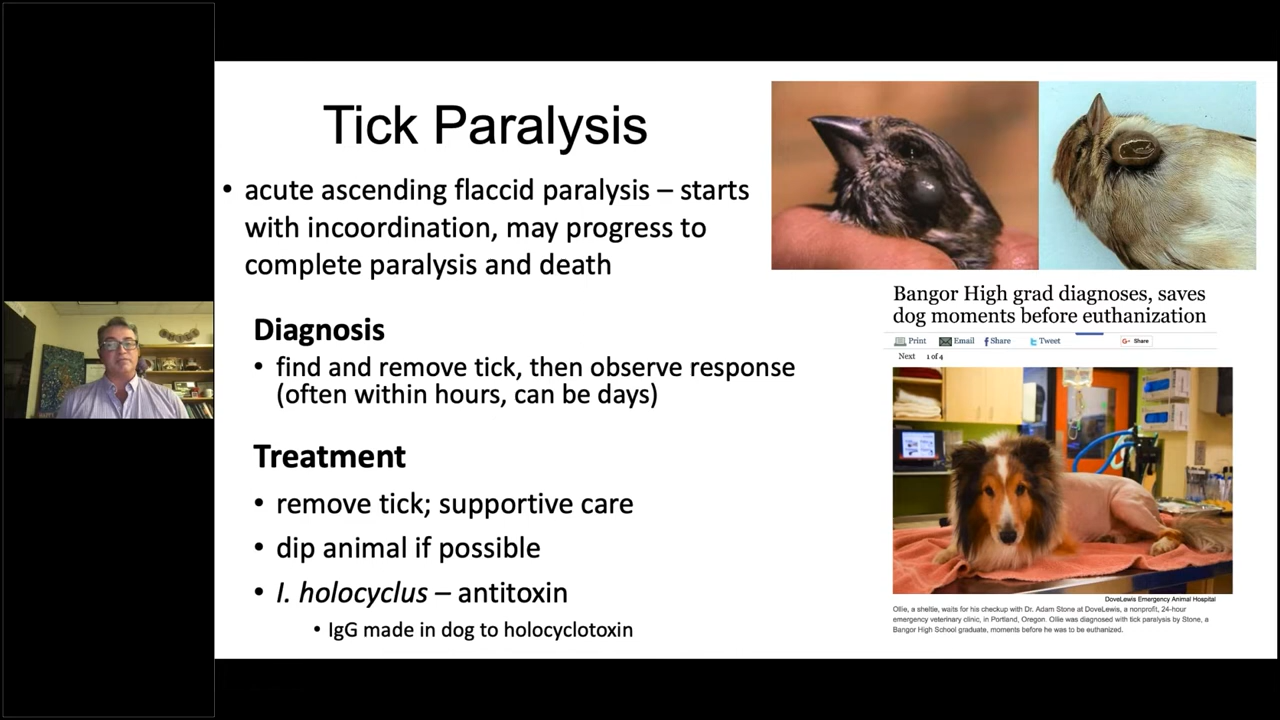 Tick Paralysis
• acute ascending flaccid paralysis – starts
with incoordination, may progress to
complete paralysis and death
Diagnosis
• find and remove tick, then observe response
(often within hours, can be days)
Treatment
• remove tick; supportive care
• dip animal if possible
• I. holocyclus – antitoxin
• IgG made in dog to holocyclotoxin
Bangor High grad diagnoses, saves
dog moments before euthanization
Print Email Share Tweet Share
Next 1 of 4
DoveLewis Emergency Animal Hospital
Ollie, a sheltie, waits for his checkup with Dr. Adam Stone at DoveLewis, a nonprofit, 24-hour
emergency veterinary clinic, in Portland, Oregon. Ollie was diagnosed with tick paralysis by Stone, a
Bangor High School graduate, moments before he was to be euthanized.